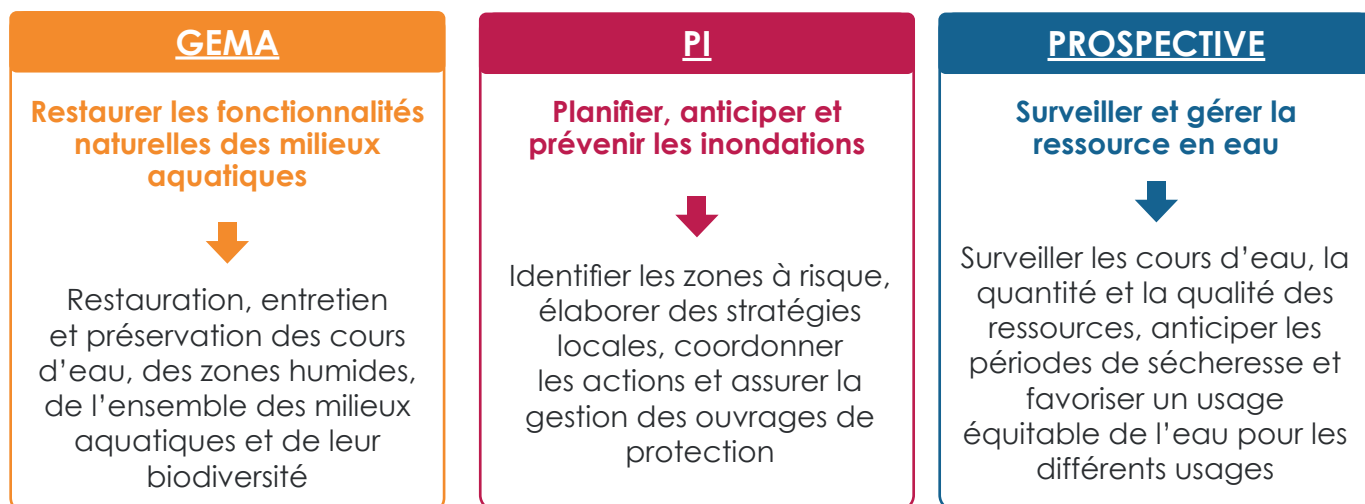 GEMA
Restaurer les fonctionnalités
naturelles des milieux
aquatiques
Restauration, entretien
et préservation des cours
d’eau, des zones humides,
de l’ensemble des milieux
aquatiques et de leur
biodiversité
PI
Planifier, anticiper et
prévenir les inondations
Identifier les zones à risque,
élaborer des stratégies
locales, coordonner
les actions et assurer la
gestion des ouvrages de
protection
PROSPECTIVE
Surveiller et gérer la
ressource en eau
Surveiller les cours d’eau, la
quantité et la qualité des
ressources, anticiper les
périodes de sécheresse et
favoriser un usage
équitable de l’eau pour les
différents usages